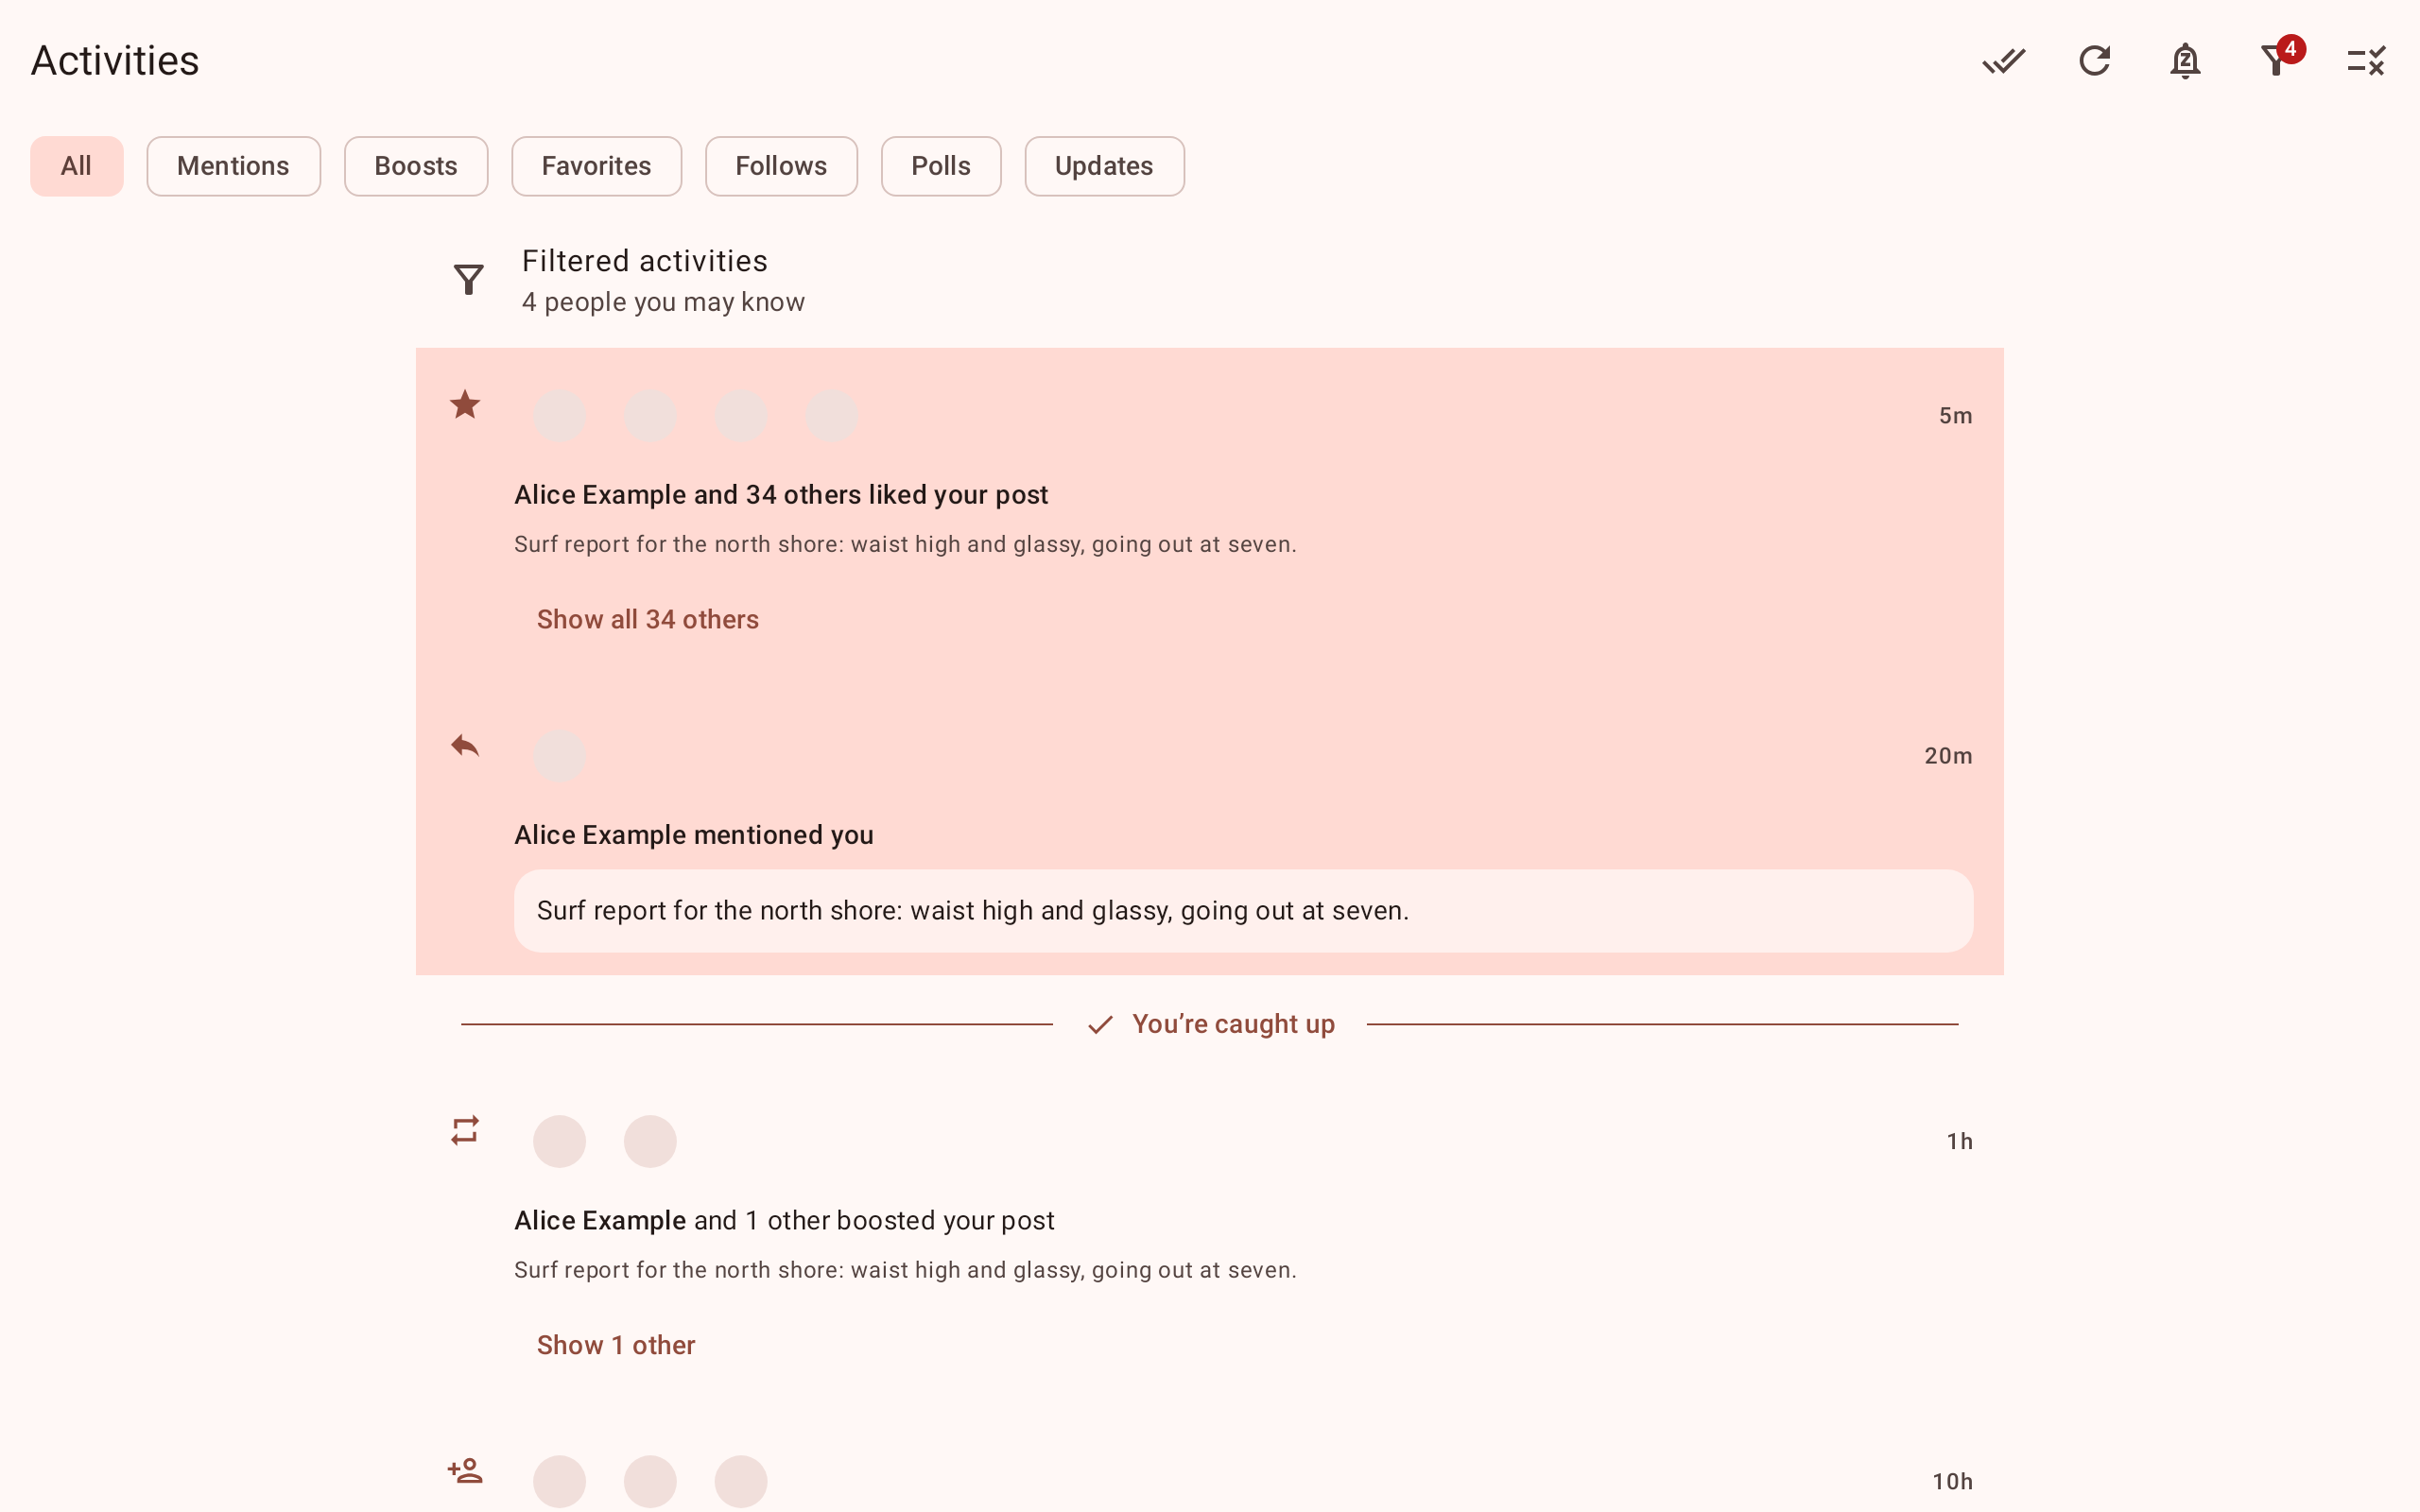 Activities
4
All
Mentions
Boosts
Favorites
Follows
Polls
Updates
Filtered activities
4 people you may know
5m
Alice Example and 34 others liked your post
Surf report for the north shore: waist high and glassy, going out at seven.
Show all 34 others
20m
Alice Example mentioned you
Surf report for the north shore: waist high and glassy, going out at seven.
You’re caught up
1h
Alice Example and 1 other boosted your post
Surf report for the north shore: waist high and glassy, going out at seven.
Show 1 other
10h